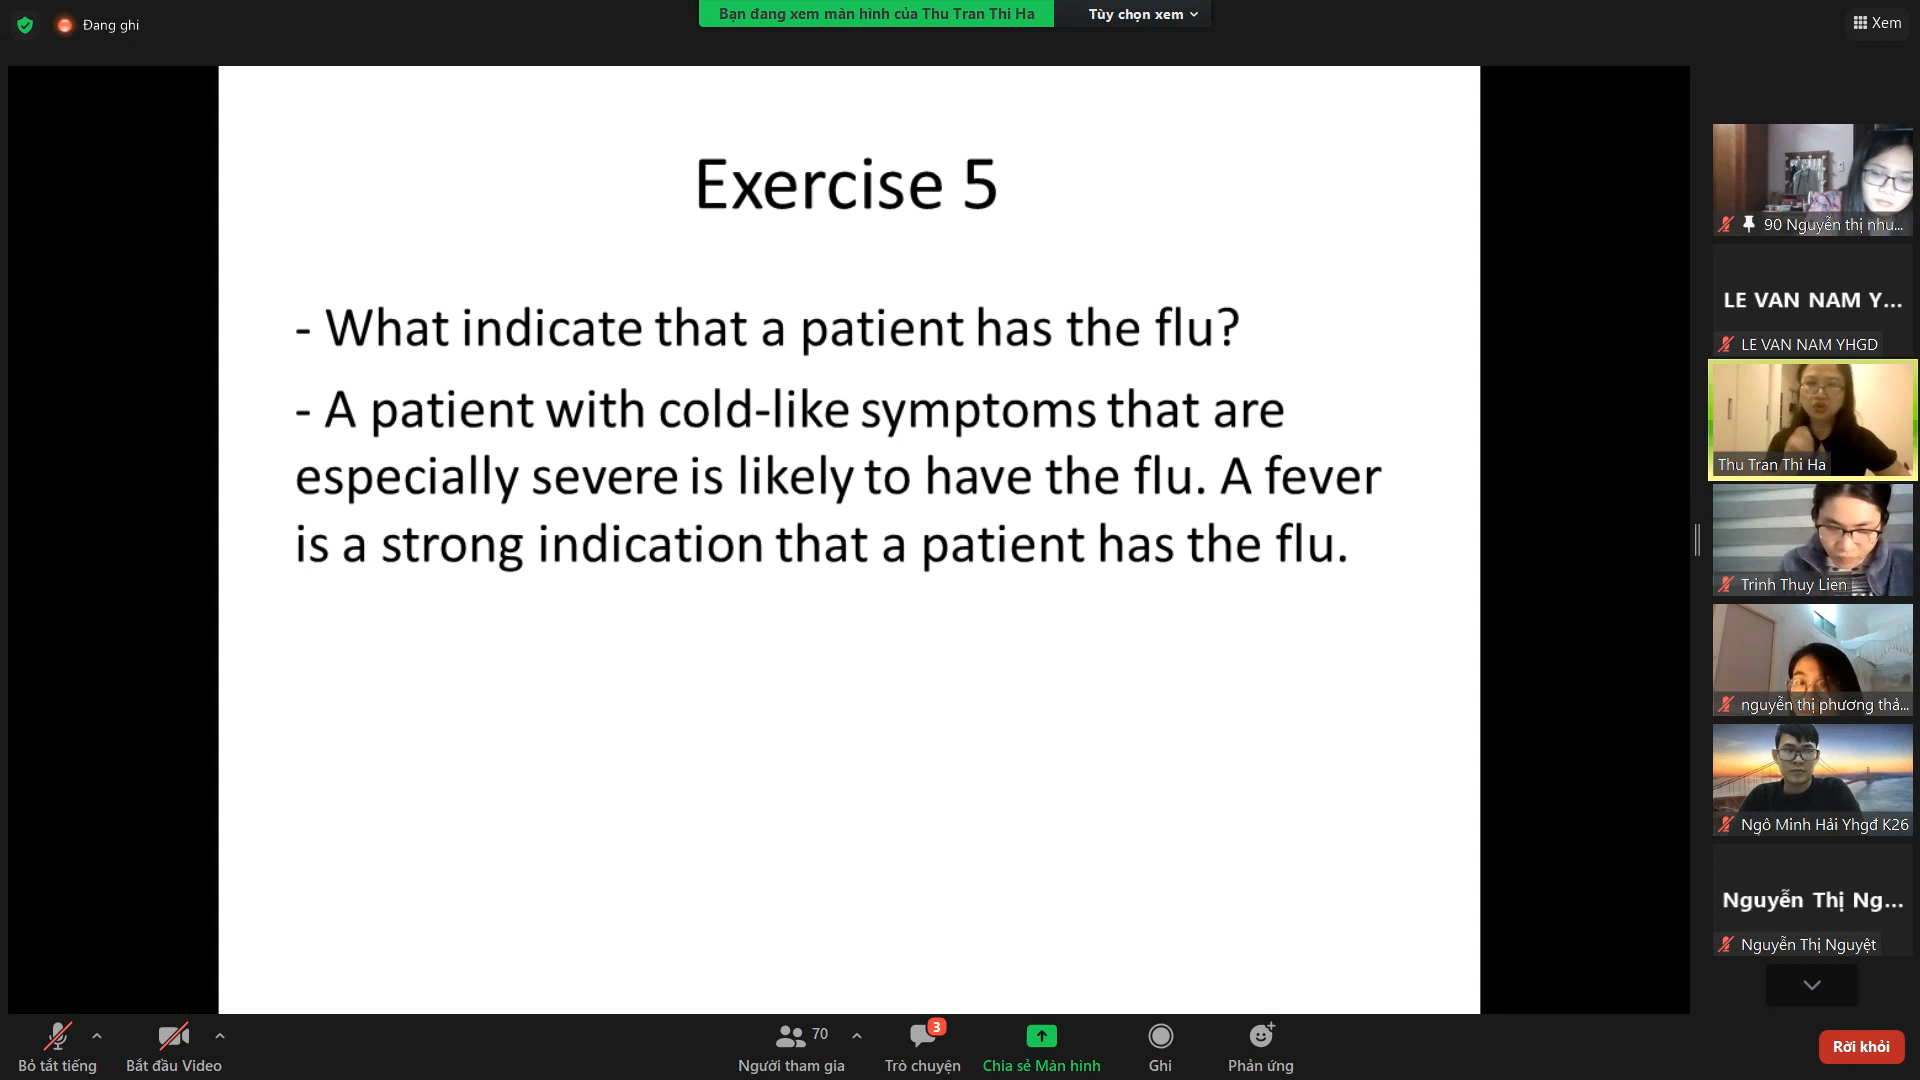 Đang ghi
Bạn đang xem màn hình của Thu Tran Thi Ha
Tùy chọn xem
Xem
Exercise 5
- What indicate that a patient has the flu?
- A patient with cold-like symptoms that are
especially severe is likely to have the flu. A fever
is a strong indication that a patient has the flu.
90 Nguyễn thị nhu...
LE VAN NAM Y...
LE VAN NAM YHGD
Thu Tran Thi Ha
Trinh Thuy Lien
nguyễn thị phương thả...
Ngô Minh Hải Yhgđ K26
Nguyễn Thị Ng...
Nguyễn Thị Nguyệt
Bỏ tắt tiếng
Bắt đầu Video
70
Người tham gia
3
Trò chuyện
Chia sẻ Màn hình
Ghi
Phản ứng
Rời khỏi